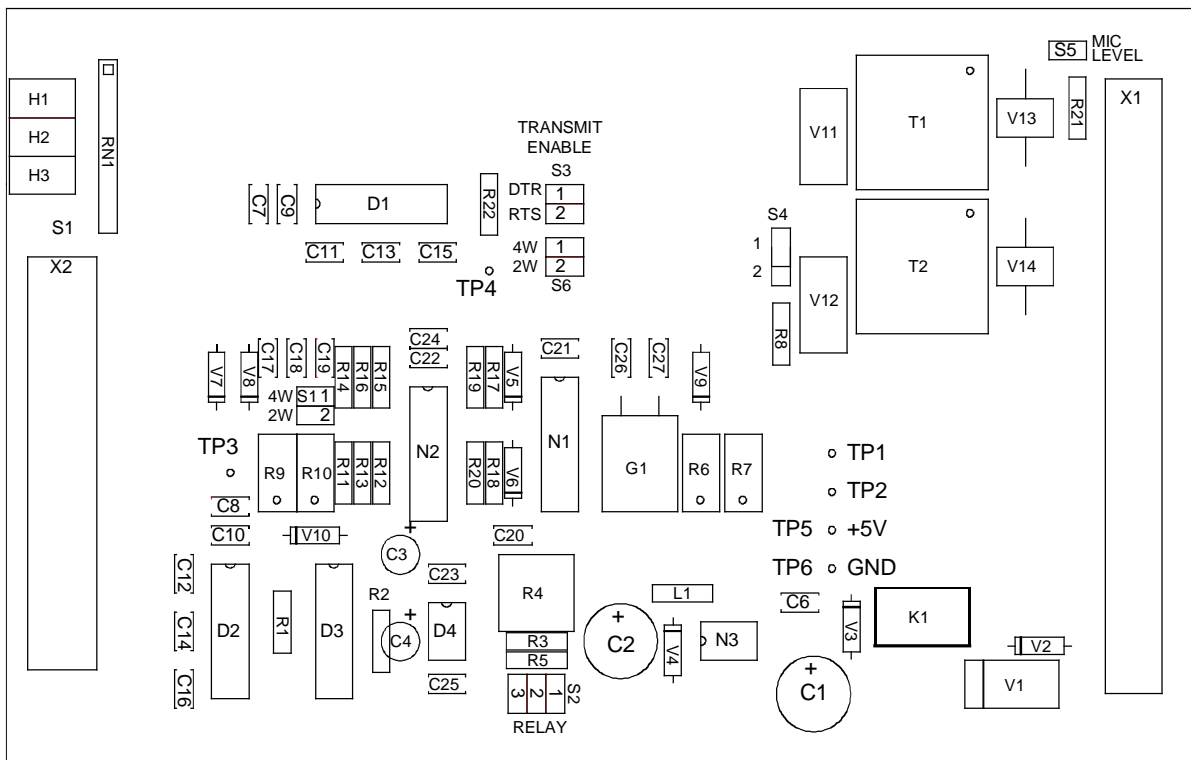 S5 MIC
LEVEL
H1
H2
H3
RN1
V11
T1
V13
R21
X1
TRANSMIT
ENABLE
S3
DTR 1
RTS 2
4W 1
2W 2
S6
C7
C9
D1
R22
C11
C13
C15
TP4
S1
X2
S4
1
2
V12
T2
V14
R8
V7
V8
C17
C18
C19
R14
R16
R15
C24
C22
R19
R17
V5
C21
C26
C27
V9
4W S1 1
2W 2
TP3
R9
R10
R11
R13
R12
N2
R20
R18
V6
N1
G1
R6
R7
TP1
TP2
TP5 +5V
TP6 GND
C8
C10
V10
+
C3
C20
C12
C14
C16
D2
R1
D3
R2
+
C4
C23
D4
C25
R4
R3
R5
3 2 1 S2
RELAY
+
C2
L1
V4
N3
C6
V3
K1
+
C1
V2
V1